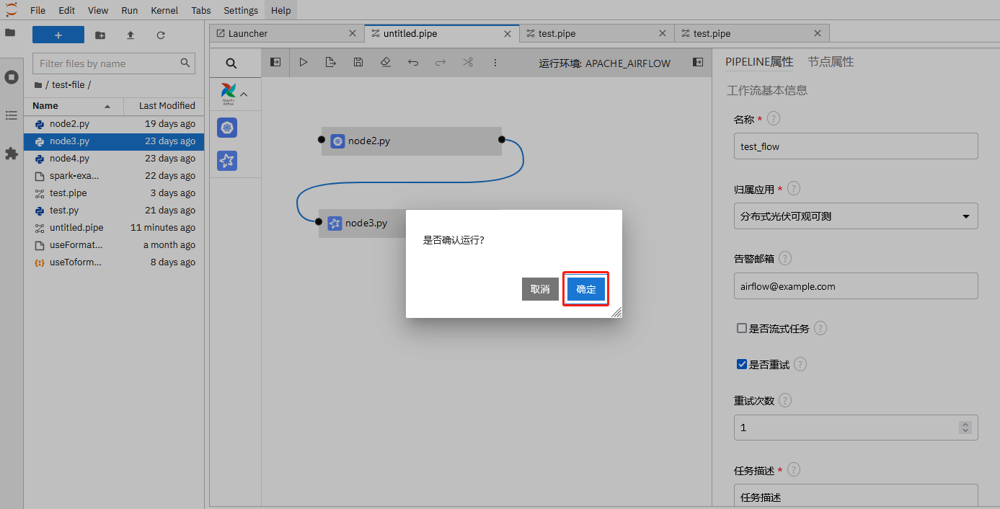 File Edit View Run Kernel Tabs Settings Help
Launcher
untitled.pipe
test.pipe
test.pipe
Filter files by name
/ test-file /
Name Last Modified
node2.py 19 days ago
node3.py 23 days ago
node4.py 23 days ago
spark-exa... 22 days ago
test.pipe 3 days ago
test.py 21 days ago
untitled.pipe 11 minutes ago
useFormat... a month ago
useToform... 8 days ago
运行环境: APACHE_AIRFLOW
Apache
Airflow
node2.py
node3.py
是否确认运行?
取消 确定
PIPELINE属性 节点属性
工作流基本信息
名称 * ?
test_flow
归属应用 * ?
分布式光伏可观可测
告警邮箱 ?
airflow@example.com
是否流式任务 ?
是否重试 ?
重试次数 ?
1
任务描述 * ?
任务描述